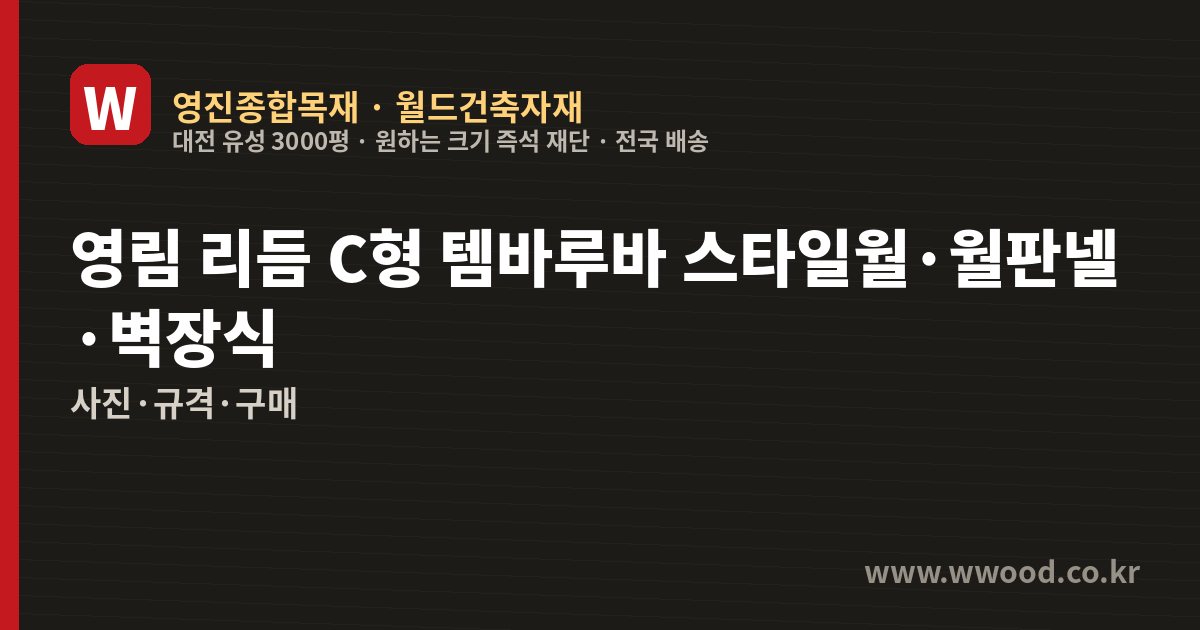 W
영진종합목재 · 월드건축자재
대전 유성 3000평 · 원하는 크기 즉석 재단 · 전국 배송
영림 리듬 C형 템바루바 스타일월·월판넬
·벽장식
사진·규격·구매
www.wwood.co.kr